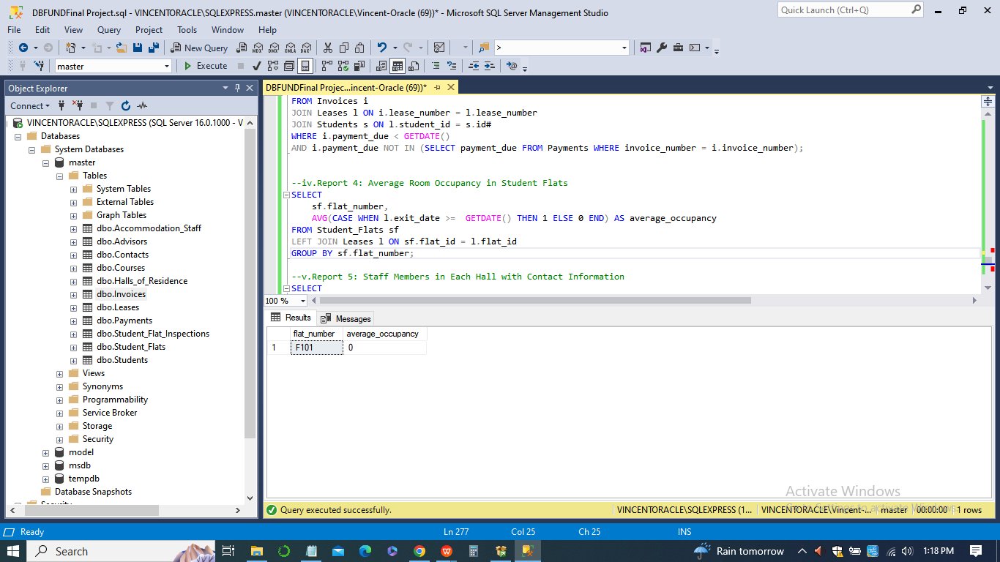 DBFUNDFinal Project.sql - VINCENTORACLE\SQLEXPRESS.master (VINCENTORACLE\Vincent-Oracle (69))* - Microsoft SQL Server Management Studio
Quick Launch (Ctrl+Q)
File Edit View Query Project Tools Window Help
New Query
MDX DMX XMLA DAX
>
master
Execute
Object Explorer
Connect
VINCENTORACLE\SQLEXPRESS (SQL Server 16.0.1000 - V
Databases
System Databases
master
Tables
System Tables
External Tables
Graph Tables
dbo.Accommodation_Staff
dbo.Advisors
dbo.Contacts
dbo.Courses
dbo.Halls_of_Residence
dbo.Invoices
dbo.Leases
dbo.Payments
dbo.Student_Flat_Inspections
dbo.Student_Flats
dbo.Students
Views
Synonyms
Programmability
Service Broker
Storage
Security
model
msdb
tempdb
Database Snapshots
DBFUNDFinal Projec...incent-Oracle (69))*
FROM Invoices i
JOIN Leases l ON i.lease_number = l.lease_number
JOIN Students s ON l.student_id = s.id#
WHERE i.payment_due < GETDATE()
AND i.payment_due NOT IN (SELECT payment_due FROM Payments WHERE invoice_number = i.invoice_number);
--iv.Report 4: Average Room Occupancy in Student Flats
SELECT
sf.flat_number,
AVG(CASE WHEN l.exit_date >=  GETDATE() THEN 1 ELSE 0 END) AS average_occupancy
FROM Student_Flats sf
LEFT JOIN Leases l ON sf.flat_id = l.flat_id
GROUP BY sf.flat_number;
--v.Report 5: Staff Members in Each Hall with Contact Information
SELECT
100 %
Results Messages
flat_number average_occupancy
1 F101 0
Activate Windows
Query executed successfully.
VINCENTORACLE\SQLEXPRESS (1... VINCENTORACLE\Vincent-... master 00:00:00 1 rows
Ready Ln 277 Col 25 Ch 25 INS
Search
Rain tomorrow
1:18 PM